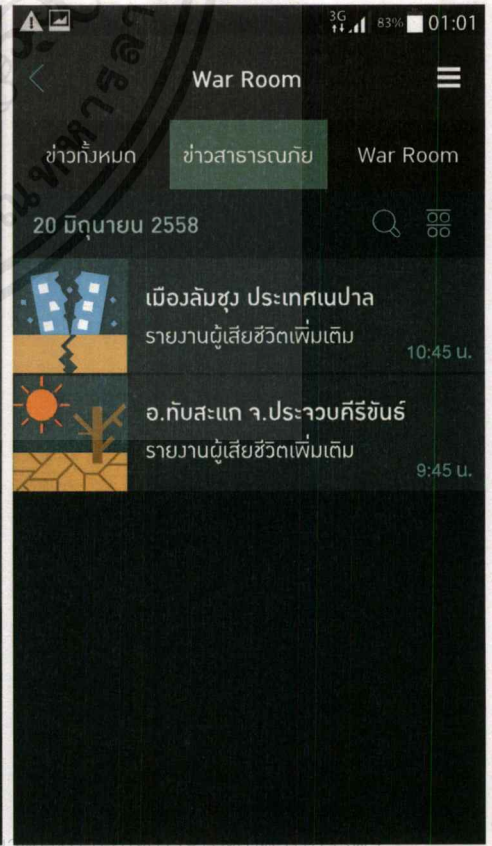 3G 83% 01:01
War Room
ข่าวทั้งหมด ข่าวสาธารณภัย War Room
20 มิถุนายน 2558
เมืองลัมชุง ประเทศเนปาล
รายงานผู้เสียชีวิตเพิ่มเติม
10:45 น.
อ.ทับสะแก จ.ประจวบคีรีขันธ์
รายงานผู้เสียชีวิตเพิ่มเติม
9:45 น.